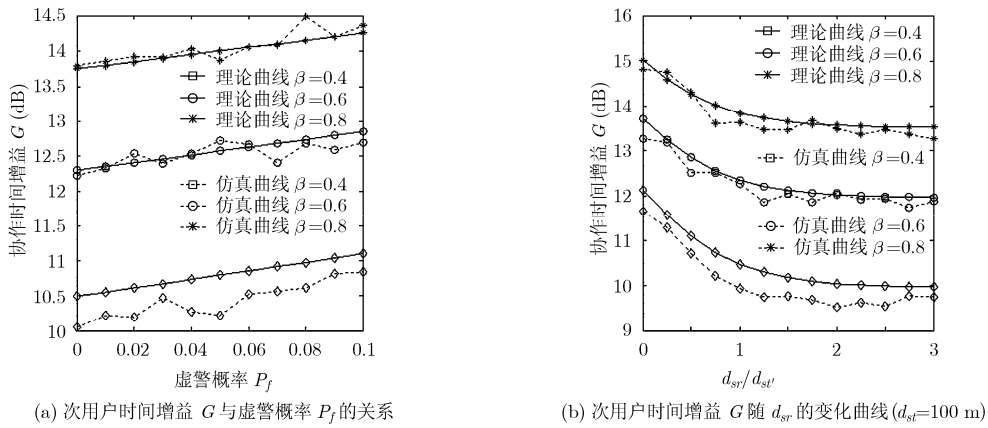 14.5
14
13.5
13
12.5
12
11.5
11
10.5
10
协作时间增益 G (dB)
理论曲线 β=0.4
理论曲线 β=0.6
理论曲线 β=0.8
仿真曲线 β=0.4
仿真曲线 β=0.6
仿真曲线 β=0.8
0 0.02 0.04 0.06 0.08 0.1
虚警概率 Pf
(a) 次用户时间增益 G 与虚警概率 Pf 的关系
16
15
14
13
12
11
10
9
协作时间增益 G (dB)
理论曲线 β=0.4
理论曲线 β=0.6
理论曲线 β=0.8
仿真曲线 β=0.4
仿真曲线 β=0.6
仿真曲线 β=0.8
0 1 2 3
dsr/dst′
(b) 次用户时间增益 G 随 dsr 的变化曲线(dst=100 m)